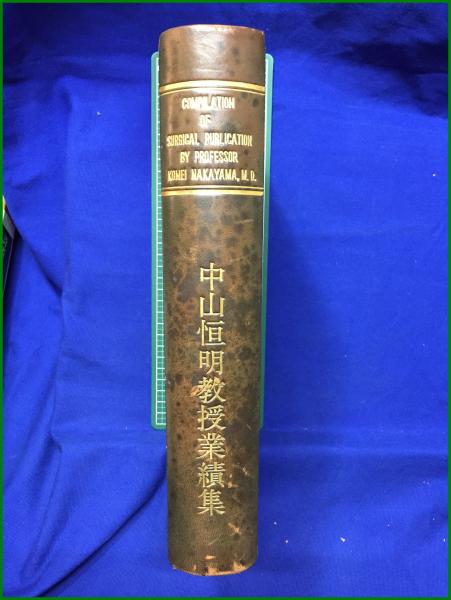 COMPILATION
OF
SURGICAL PUBLICATION
BY PROFESSOR
KOMEI NAKAYAMA, M. D.
中山恒明教授業績集